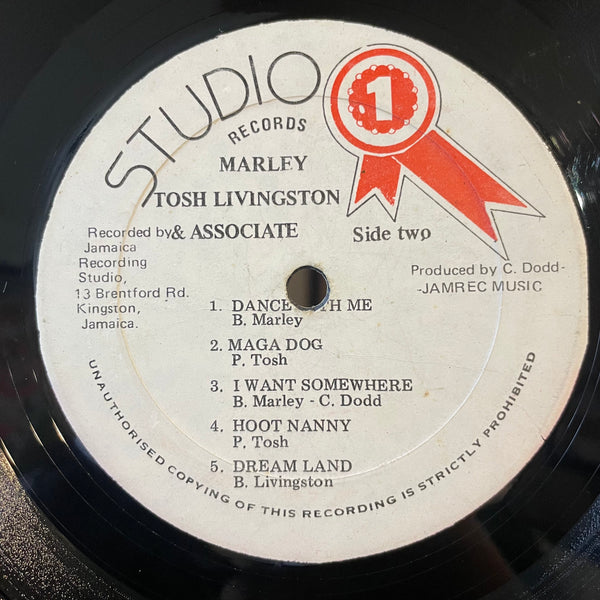 STUDIO 1
RECORDS
MARLEY
TOSH LIVINGSTON
& ASSOCIATE
Side two
Recorded by
Jamaica
Recording
Studio,
13 Brentford Rd.
Kingston,
Jamaica.
Produced by C. Dodd-
-JAMREC MUSIC
1. DANCE TH ME
B. Marley
2. MAGA DOG
P. Tosh
3. I WANT SOMEWHERE
B. Marley - C. Dodd
4. HOOT NANNY
P. Tosh
5. DREAM LAND
B. Livingston
UNAUTHORISED COPYING OF THIS RECORDING IS STRICTLY PROHIBITED